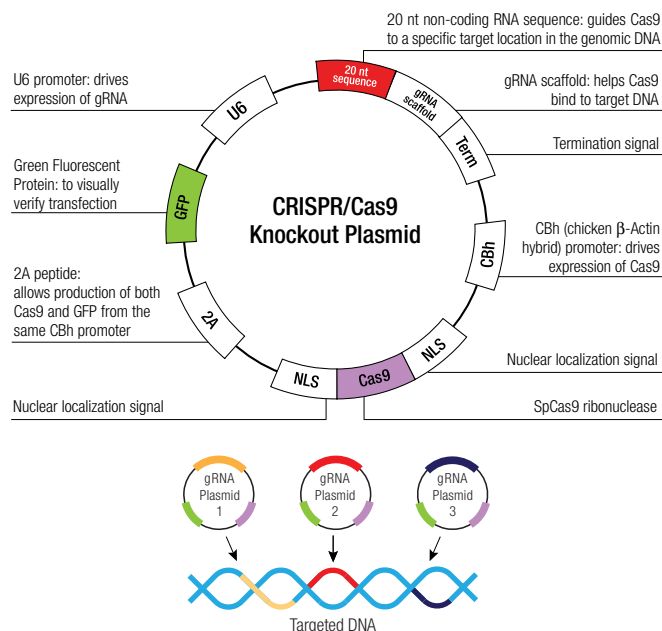 20 nt non-coding RNA sequence: guides Cas9
to a specific target location in the genomic DNA
U6 promoter: drives
expression of gRNA
20 nt
sequence
gRNA
scaffold
gRNA scaffold: helps Cas9
bind to target DNA
U6
Term
Termination signal
Green Fluorescent
Protein: to visually
verify transfection
GFP
CRISPR/Cas9
Knockout Plasmid
CBh
CBh (chicken β-Actin
hybrid) promoter: drives
expression of Cas9
2A peptide:
allows production of both
Cas9 and GFP from the
same CBh promoter
2A
NLS
Cas9
NLS
Nuclear localization signal
Nuclear localization signal
SpCas9 ribonuclease
gRNA
Plasmid
1
gRNA
Plasmid
2
gRNA
Plasmid
3
Targeted DNA